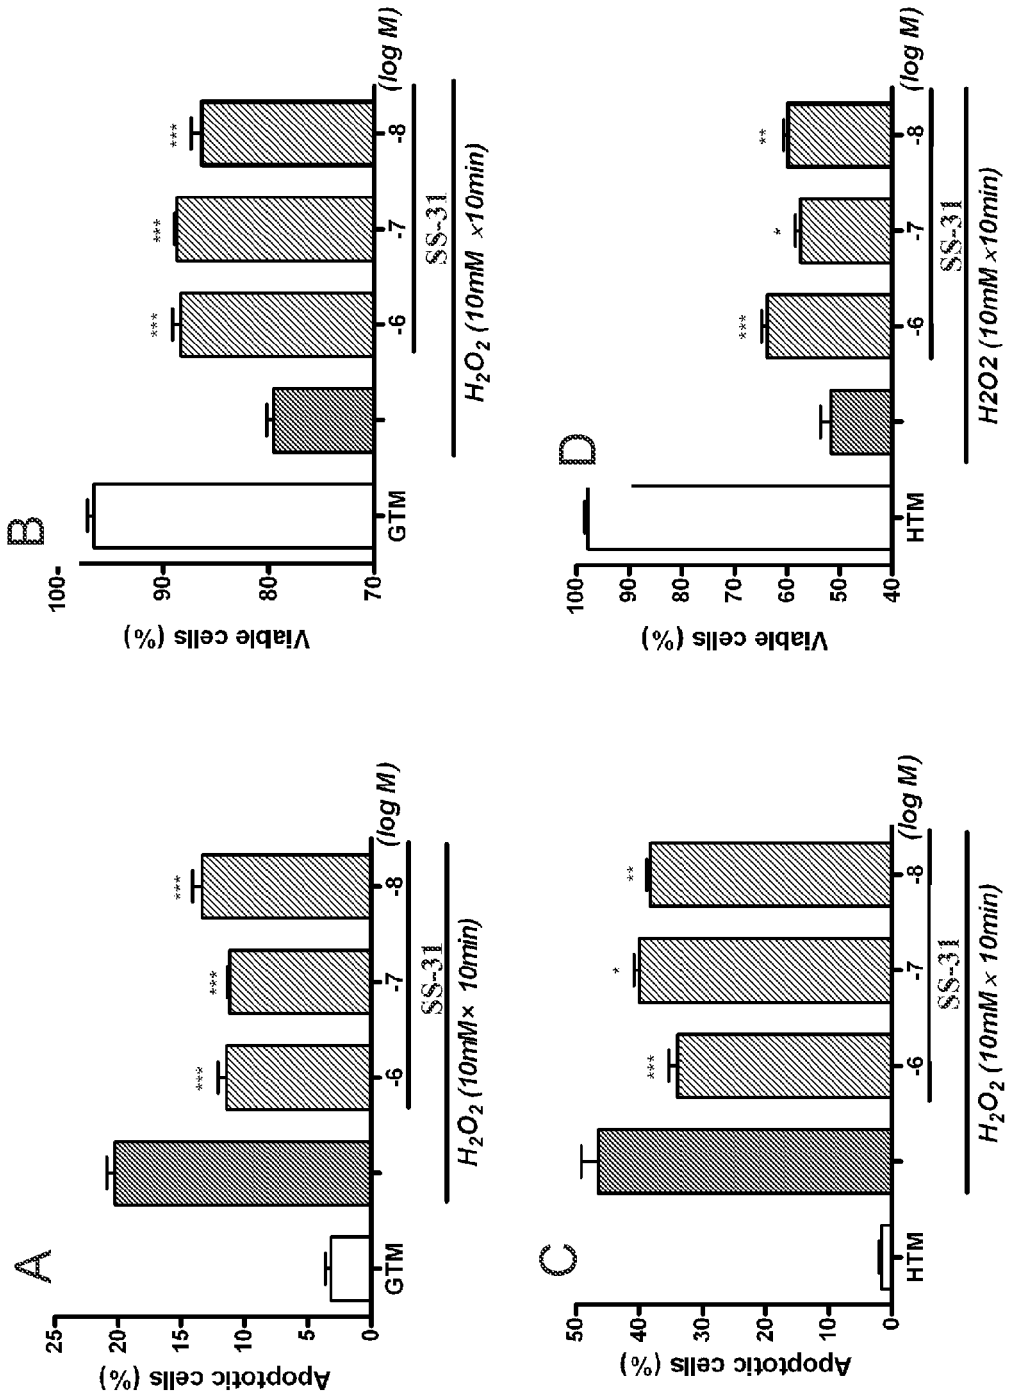 A
Apoptotic cells (%)
25
20
15
10
5
0
***
***
***
GTM
-6
-7
-8
(log M)
SS-31
H2O2 (10mM× 10min)
B
Viable cells (%)
100-
90
80
70
***
***
***
GTM
-6
-7
-8
(log M)
SS-31
H2O2 (10mM ×10min)
C
Apoptotic cells (%)
50
40
30
20
10
0
***
*
**
HTM
-6
-7
-8
(log M)
SS-31
H2O2 (10mM × 10min)
D
Viable cells (%)
100
90
80
70
60
50
40
***
*
**
HTM
-6
-7
-8
(log M)
SS-31
H2O2 (10mM ×10min)